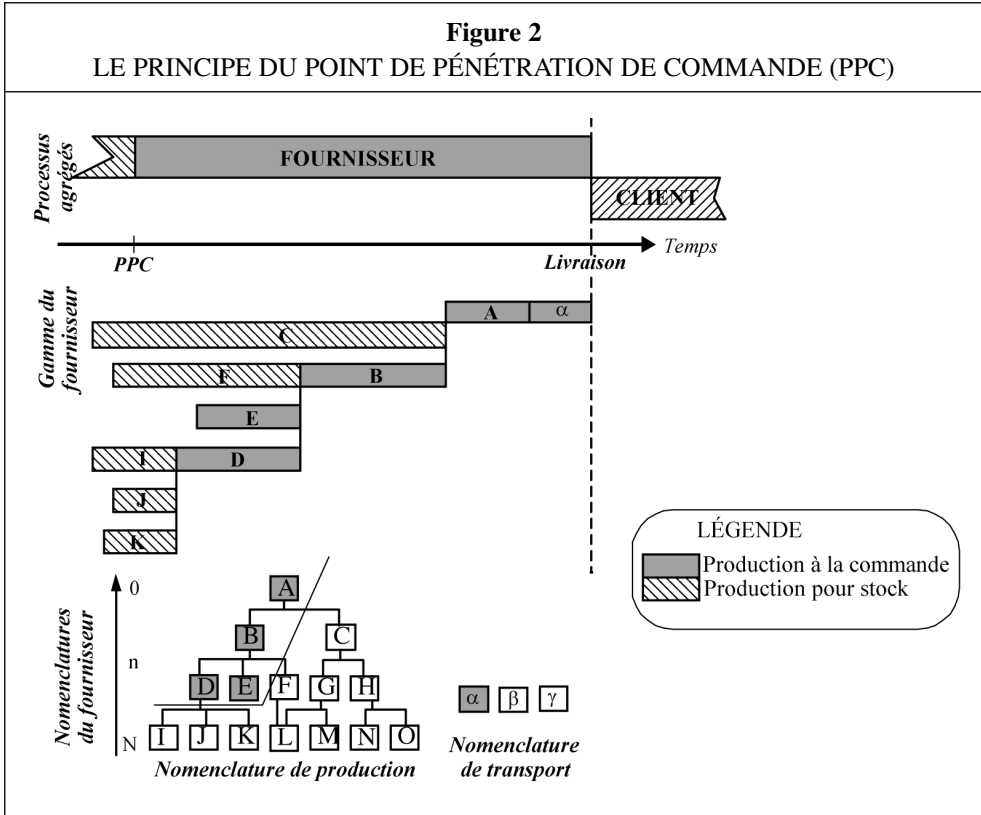 Figure 2
LE PRINCIPE DU POINT DE PÉNÉTRATION DE COMMANDE (PPC)
Processus
agrégés
FOURNISSEUR
CLIENT
Temps
PPC
Livraison
Gamme du
fournisseur
A
α
C
F
B
E
I
D
J
K
LÉGENDE
Production à la commande
Production pour stock
Nomenclatures
du fournisseur
0
n
N
A
B
C
D
E
F
G
H
I
J
K
L
M
N
O
α
β
γ
Nomenclature de production
Nomenclature
de transport